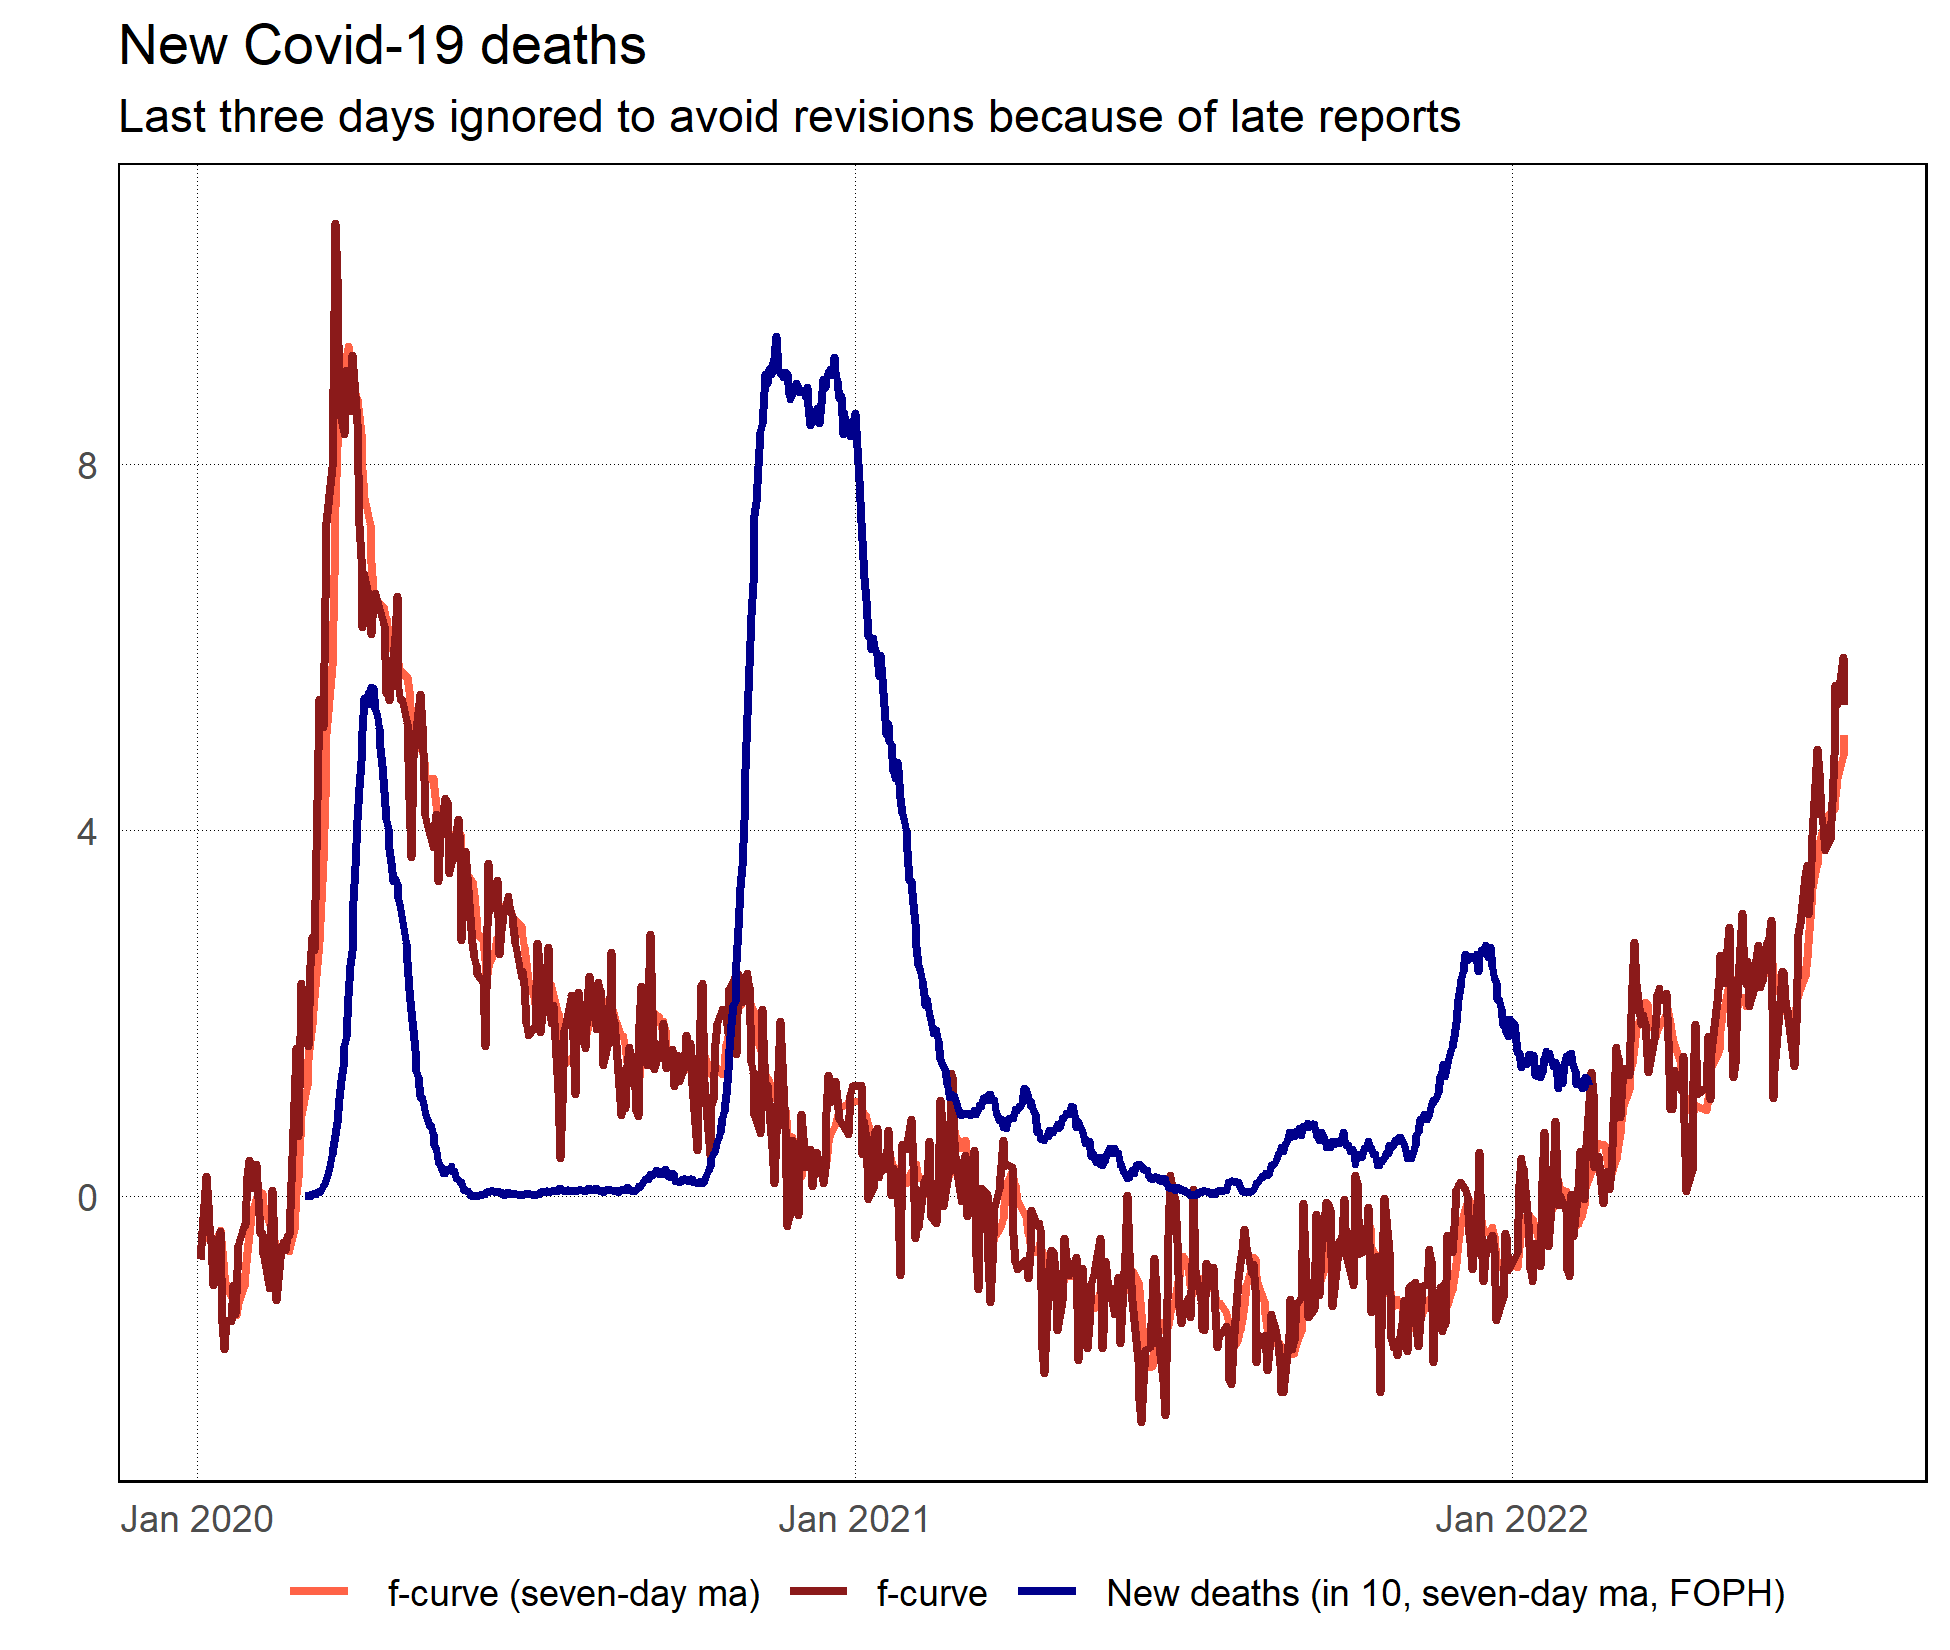 New Covid-19 deaths
Last three days ignored to avoid revisions because of late reports
8
4
0
Jan 2020 Jan 2021 Jan 2022
f-curve (seven-day ma) f-curve New deaths (in 10, seven-day ma, FOPH)